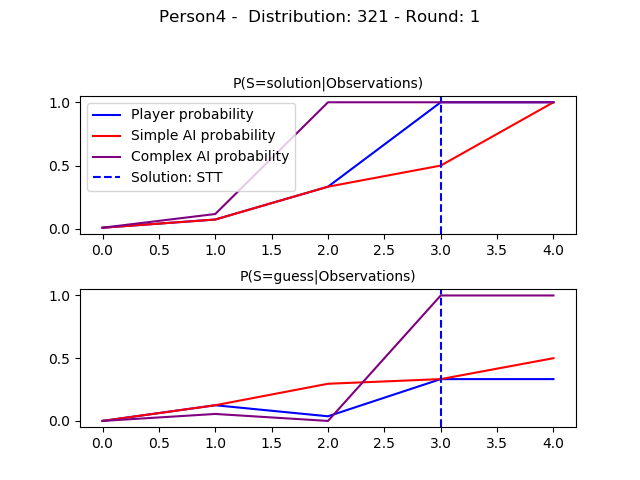 Person4 -  Distribution: 321 - Round: 1
P(S=solution|Observations)
1.0
0.5
0.0
Player probability
Simple AI probability
Complex AI probability
Solution: STT
0.0 0.5 1.0 1.5 2.0 2.5 3.0 3.5 4.0
P(S=guess|Observations)
1.0
0.5
0.0
0.0 0.5 1.0 1.5 2.0 2.5 3.0 3.5 4.0